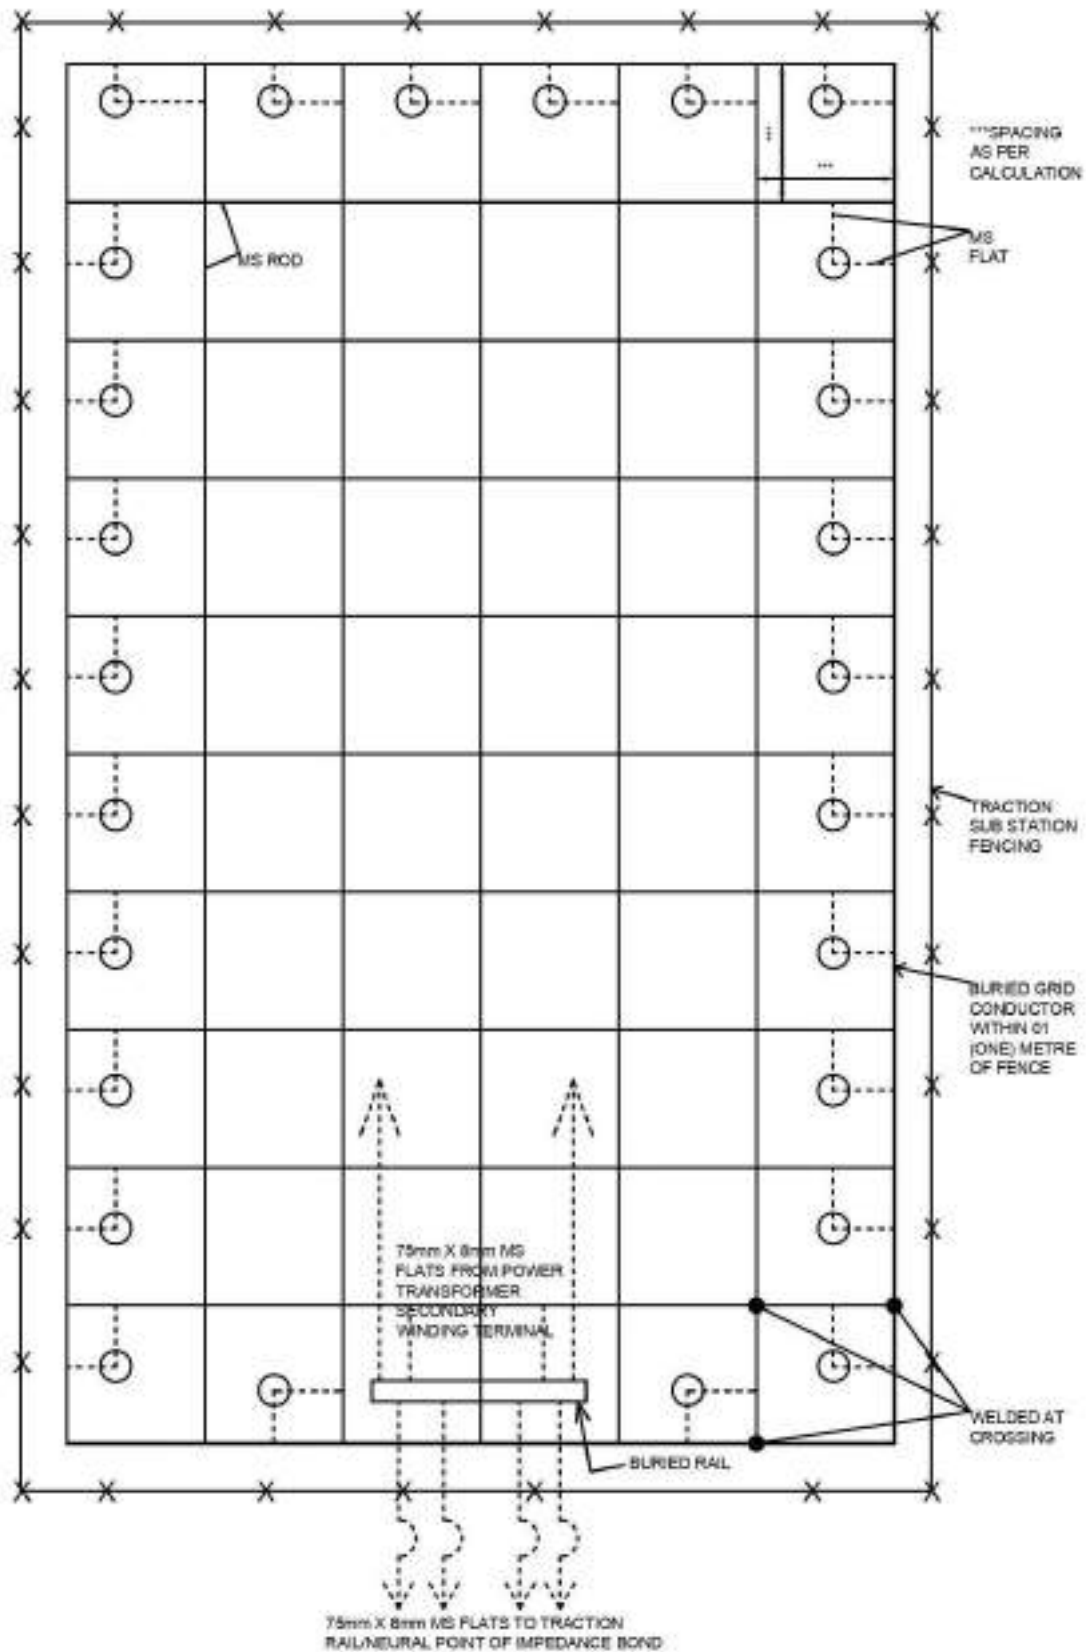 ***SPACING
AS PER
CALCULATION
...
...
MS ROD
MS
FLAT
TRACTION
SUB STATION
FENCING
BURIED GRID
CONDUCTOR
WITHIN 01
(ONE) METRE
OF FENCE
75mm X 8mm MS
FLATS FROM POWER
TRANSFORMER
SECONDARY
WINDING TERMINAL
WELDED AT
CROSSING
BURIED RAIL
75mm X 8mm MS FLATS TO TRACTION
RAIL/NEURAL POINT OF IMPEDANCE BOND